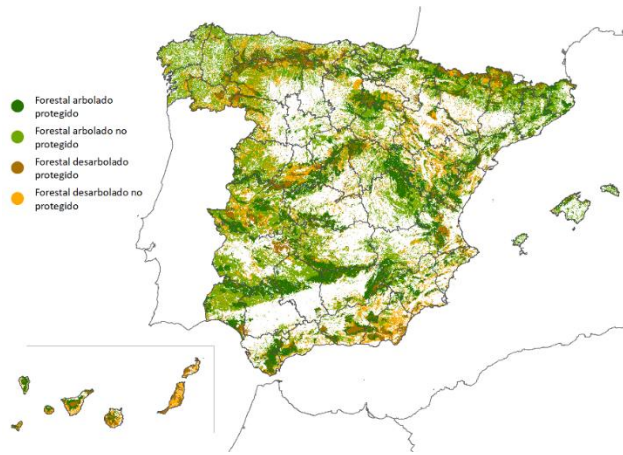 Forestal arbolado
protegido
Forestal arbolado no
protegido
Forestal desarbolado
protegido
Forestal desarbolado no
protegido